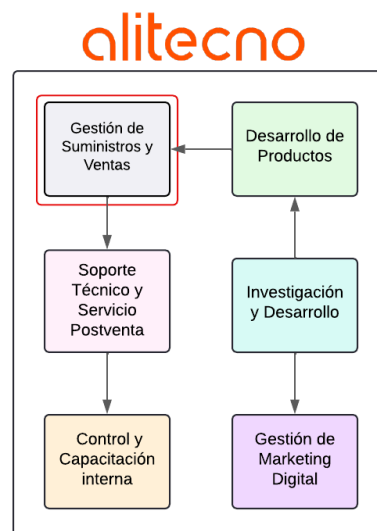 alitecno
Gestión de
Suministros y
Ventas
Desarrollo de
Productos
Soporte
Técnico y
Servicio
Postventa
Investigación
y Desarrollo
Control y
Capacitación
interna
Gestión de
Marketing
Digital